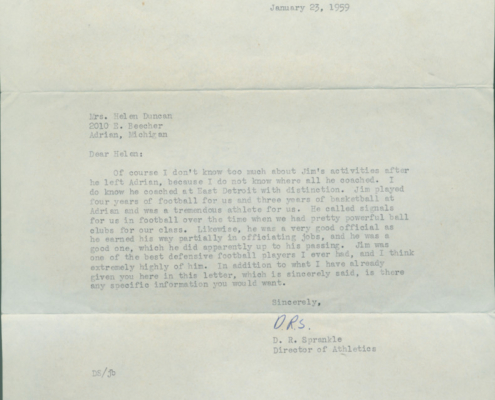 January 23, 1959
Mrs. Helen Duncan
2010 E. Beecher
Adrian, Michigan
Dear Helen:
Of course I don't know too much about Jim's activities after
he left Adrian, because I do not know where all he coached. I
do know he coached at East Detroit with distinction. Jim played
four years of football for us and three years of basketball at
Adrian and was a tremendous athlete for us. He called signals
for us in football over the time when we had pretty powerful ball
clubs for our class. Likewise, he was a very good official as
he earned his way partially in officiating jobs, and he was a
good one, which he did apparently up to his passing. Jim was
one of the best defensive football players I ever had, and I think
extremely highly of him. In addition to what I have already
given you here in this letter, which is sincerely said, is there
any specific information you would want.
Sincerely,
D.R.S.
D. R. Sprankle
Director of Athletics